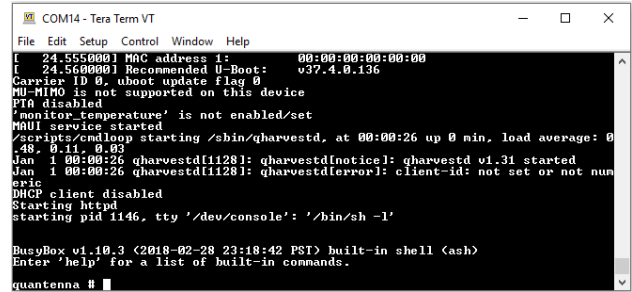 COM14 - Tera Term VT
File Edit Setup Control Window Help
[   24.555000] MAC address 1:          00:00:00:00:00:00
[   24.560000] Recommended U-Boot:    v37.4.0.136
Carrier ID 0, uboot update flag 0
MU-MIMO is not supported on this device
PTA disabled
'monitor_temperature' is not enabled/set
MAUI service started
/scripts/cmdloop starting /sbin/qharvestd, at 00:00:26 up 0 min, load average: 0
.48, 0.11, 0.03
Jan  1 00:00:26 qharvestd[1128]: qharvestd[notice]: qharvestd v1.31 started
Jan  1 00:00:26 qharvestd[1128]: qharvestd[error]: client-id: not set or not num
eric
DHCP client disabled
Starting httpd
starting pid 1146, tty '/dev/console': '/bin/sh -l'
BusyBox v1.10.3 (2018-02-28 23:18:42 PST) built-in shell (ash)
Enter 'help' for a list of built-in commands.
quantenna #